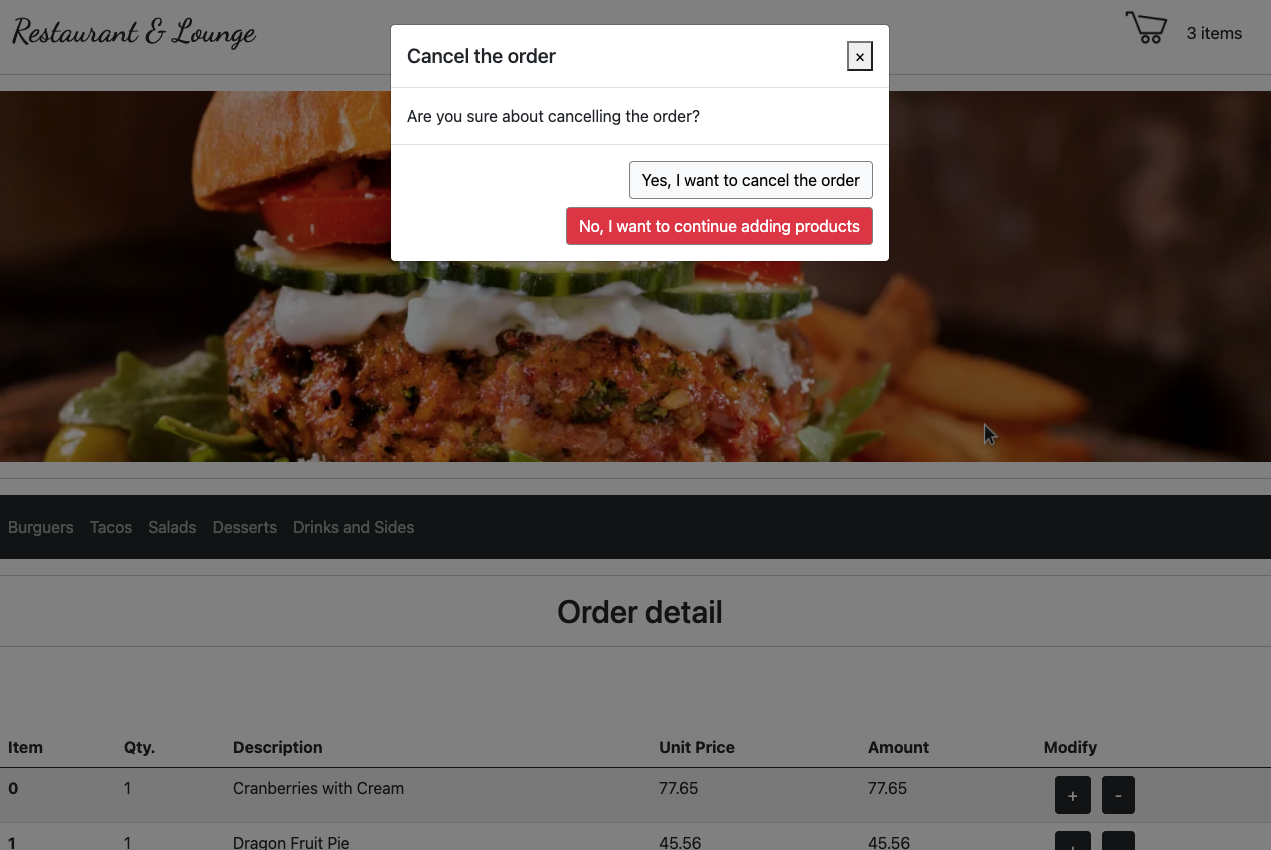 Restaurant & Lounge
3 items
Cancel the order
×
Are you sure about cancelling the order?
Yes, I want to cancel the order
No, I want to continue adding products
Burguers Tacos Salads Desserts Drinks and Sides
Order detail
Item Qty. Description Unit Price Amount Modify
0 1 Cranberries with Cream 77.65 77.65 + -
1 1 Dragon Fruit Pie 45.56 45.56